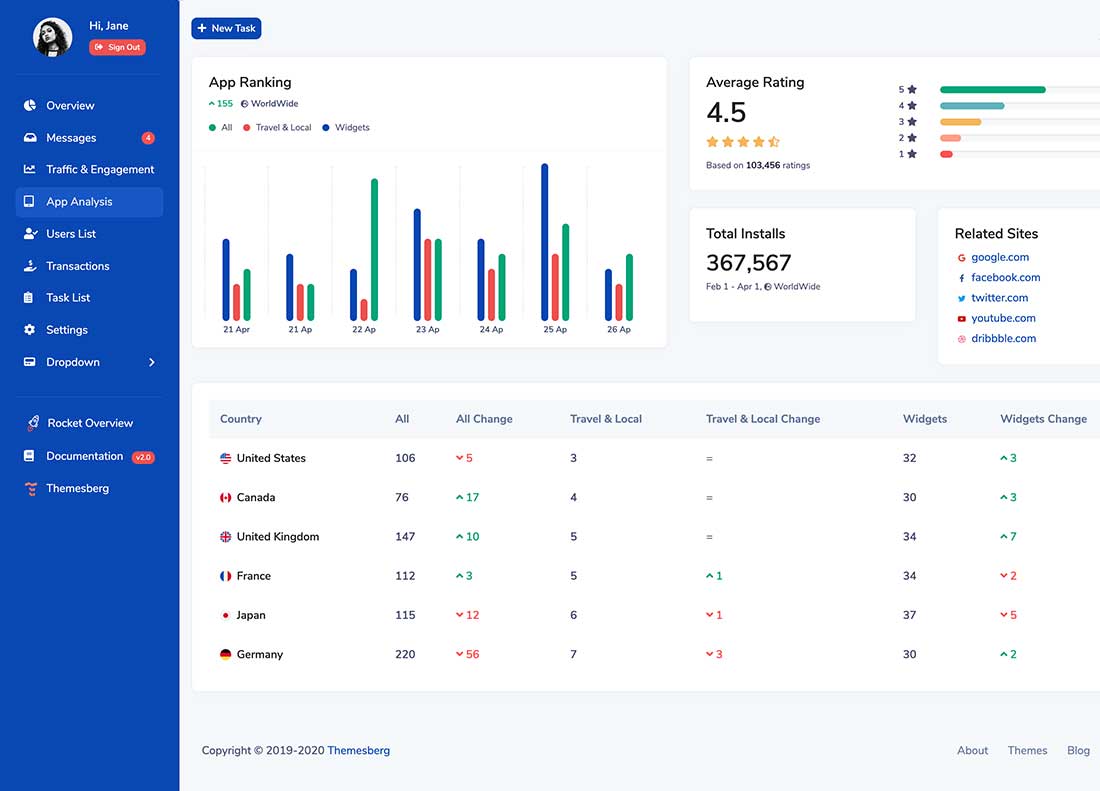 Hi, Jane
Sign Out
Overview
Messages 4
Traffic & Engagement
App Analysis
Users List
Transactions
Task List
Settings
Dropdown
Rocket Overview
Documentation v2.0
Themesberg
+ New Task
App Ranking
155 WorldWide
All Travel & Local Widgets
21 Apr 21 Ap 22 Ap 23 Ap 24 Ap 25 Ap 26 Ap
Average Rating
4.5
Based on 103,456 ratings
5
4
3
2
1
Total Installs
367,567
Feb 1 - Apr 1, WorldWide
Related Sites
google.com
facebook.com
twitter.com
youtube.com
dribbble.com
Country All All Change Travel & Local Travel & Local Change Widgets Widgets Change
United States 106 5 3 = 32 3
Canada 76 17 4 = 30 3
United Kingdom 147 10 5 = 34 7
France 112 3 5 1 34 2
Japan 115 12 6 1 37 5
Germany 220 56 7 3 30 2
Copyright © 2019-2020 Themesberg
About Themes Blog